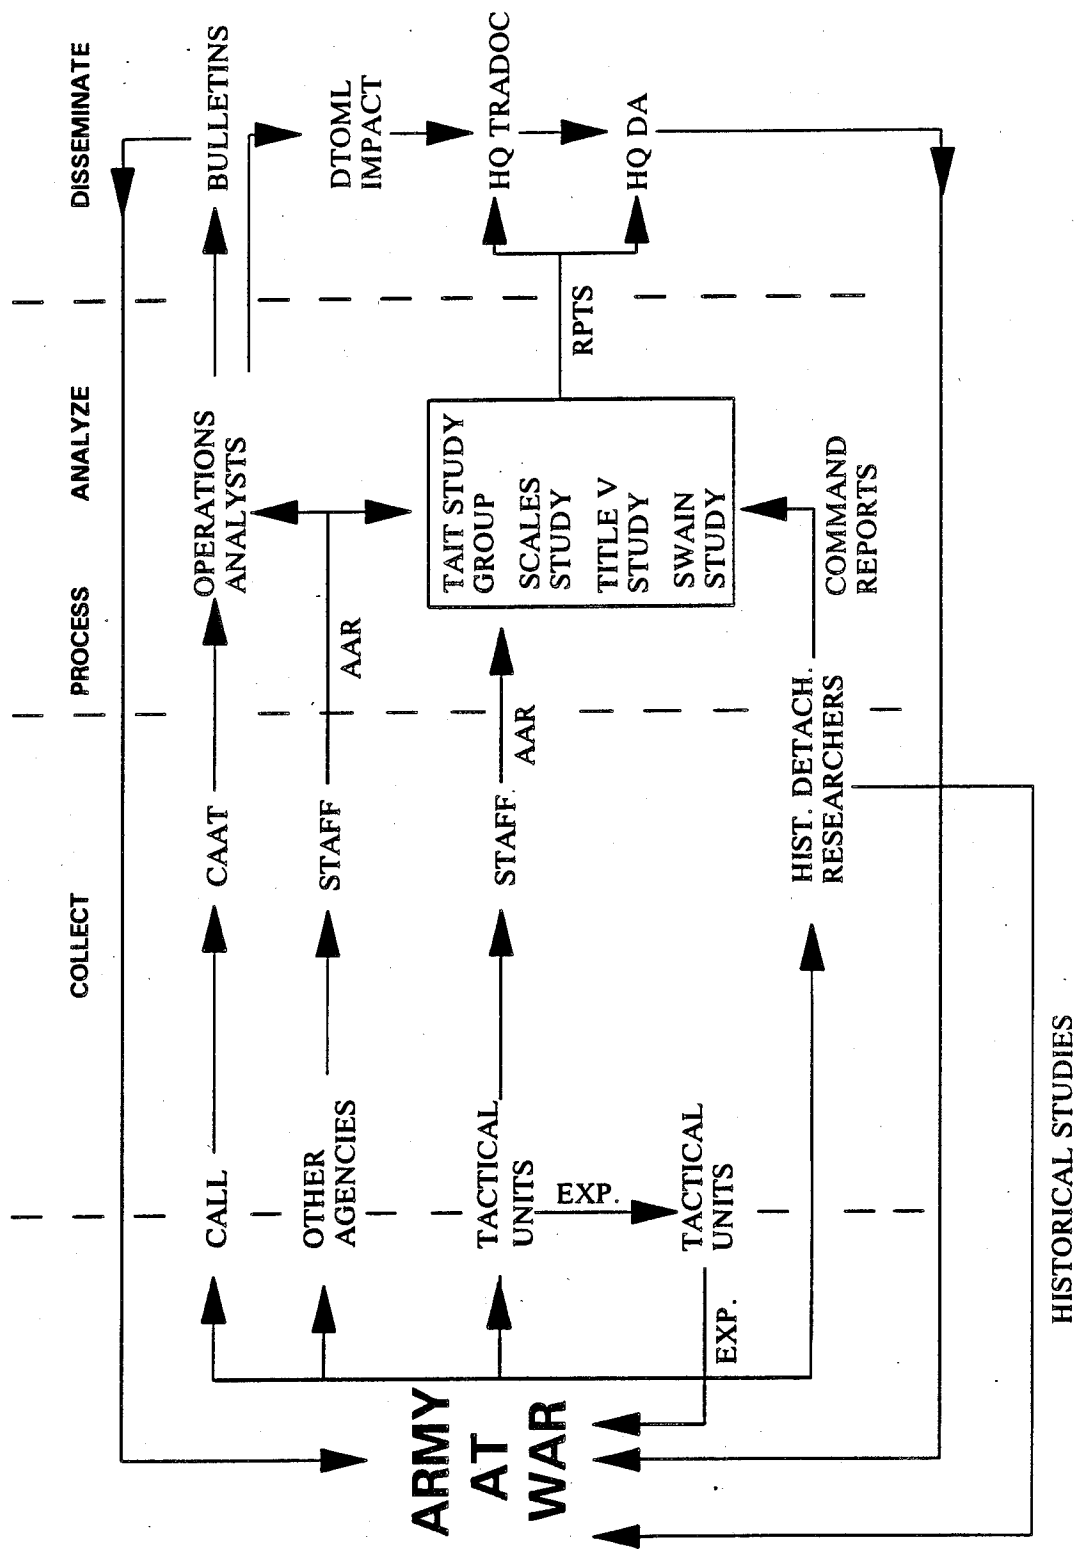 COLLECT
PROCESS
ANALYZE
DISSEMINATE
ARMY
AT
WAR
CALL
CAAT
OPERATIONS
ANALYSTS
BULLETINS
OTHER
AGENCIES
STAFF
AAR
DTOML
IMPACT
TACTICAL
UNITS
STAFF
AAR
TAIT STUDY
GROUP
SCALES
STUDY
TITLE V
STUDY
SWAIN
STUDY
RPTS
HQ TRADOC
HQ DA
EXP.
TACTICAL
UNITS
EXP.
HIST. DETACH.
RESEARCHERS
COMMAND
REPORTS
HISTORICAL STUDIES